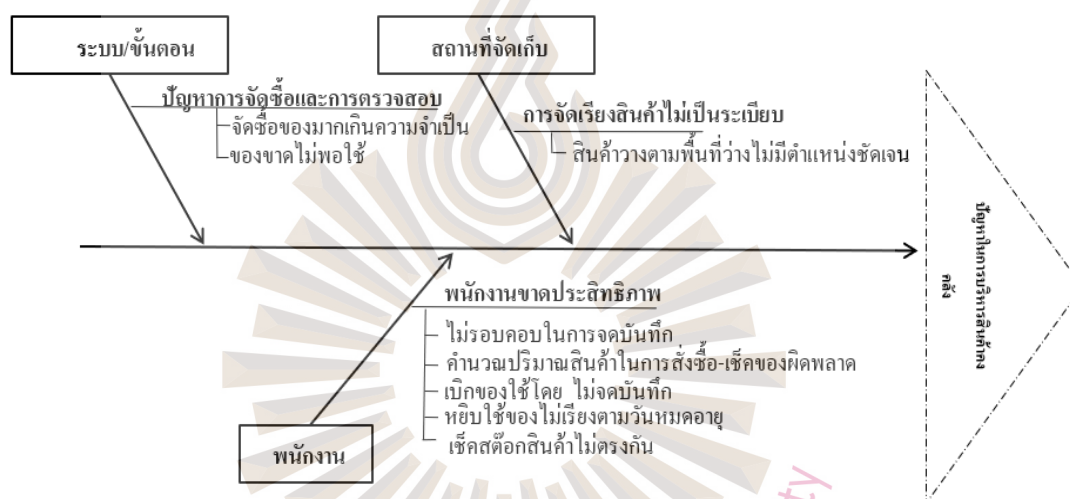 ระบบ/ขั้นตอน
ปัญหาการจัดซื้อและการตรวจสอบ
จัดซื้อของมากเกินความจำเป็น
ของขาดไม่พอใช้
สถานที่จัดเก็บ
การจัดเรียงสินค้าไม่เป็นระเบียบ
สินค้าวางตามพื้นที่ว่างไม่มีตำแหน่งชัดเจน
ปัญหาในการบริหารสินค้าคง
คลัง
พนักงานขาดประสิทธิภาพ
ไม่รอบคอบในการจดบันทึก
คำนวณปริมาณสินค้าในการสั่งซื้อ-เช็คของผิดพลาด
เบิกของใช้โดย ไม่จดบันทึก
หยิบใช้ของไม่เรียงตามวันหมดอายุ
เช็คสต๊อกสินค้าไม่ตรงกัน
พนักงาน